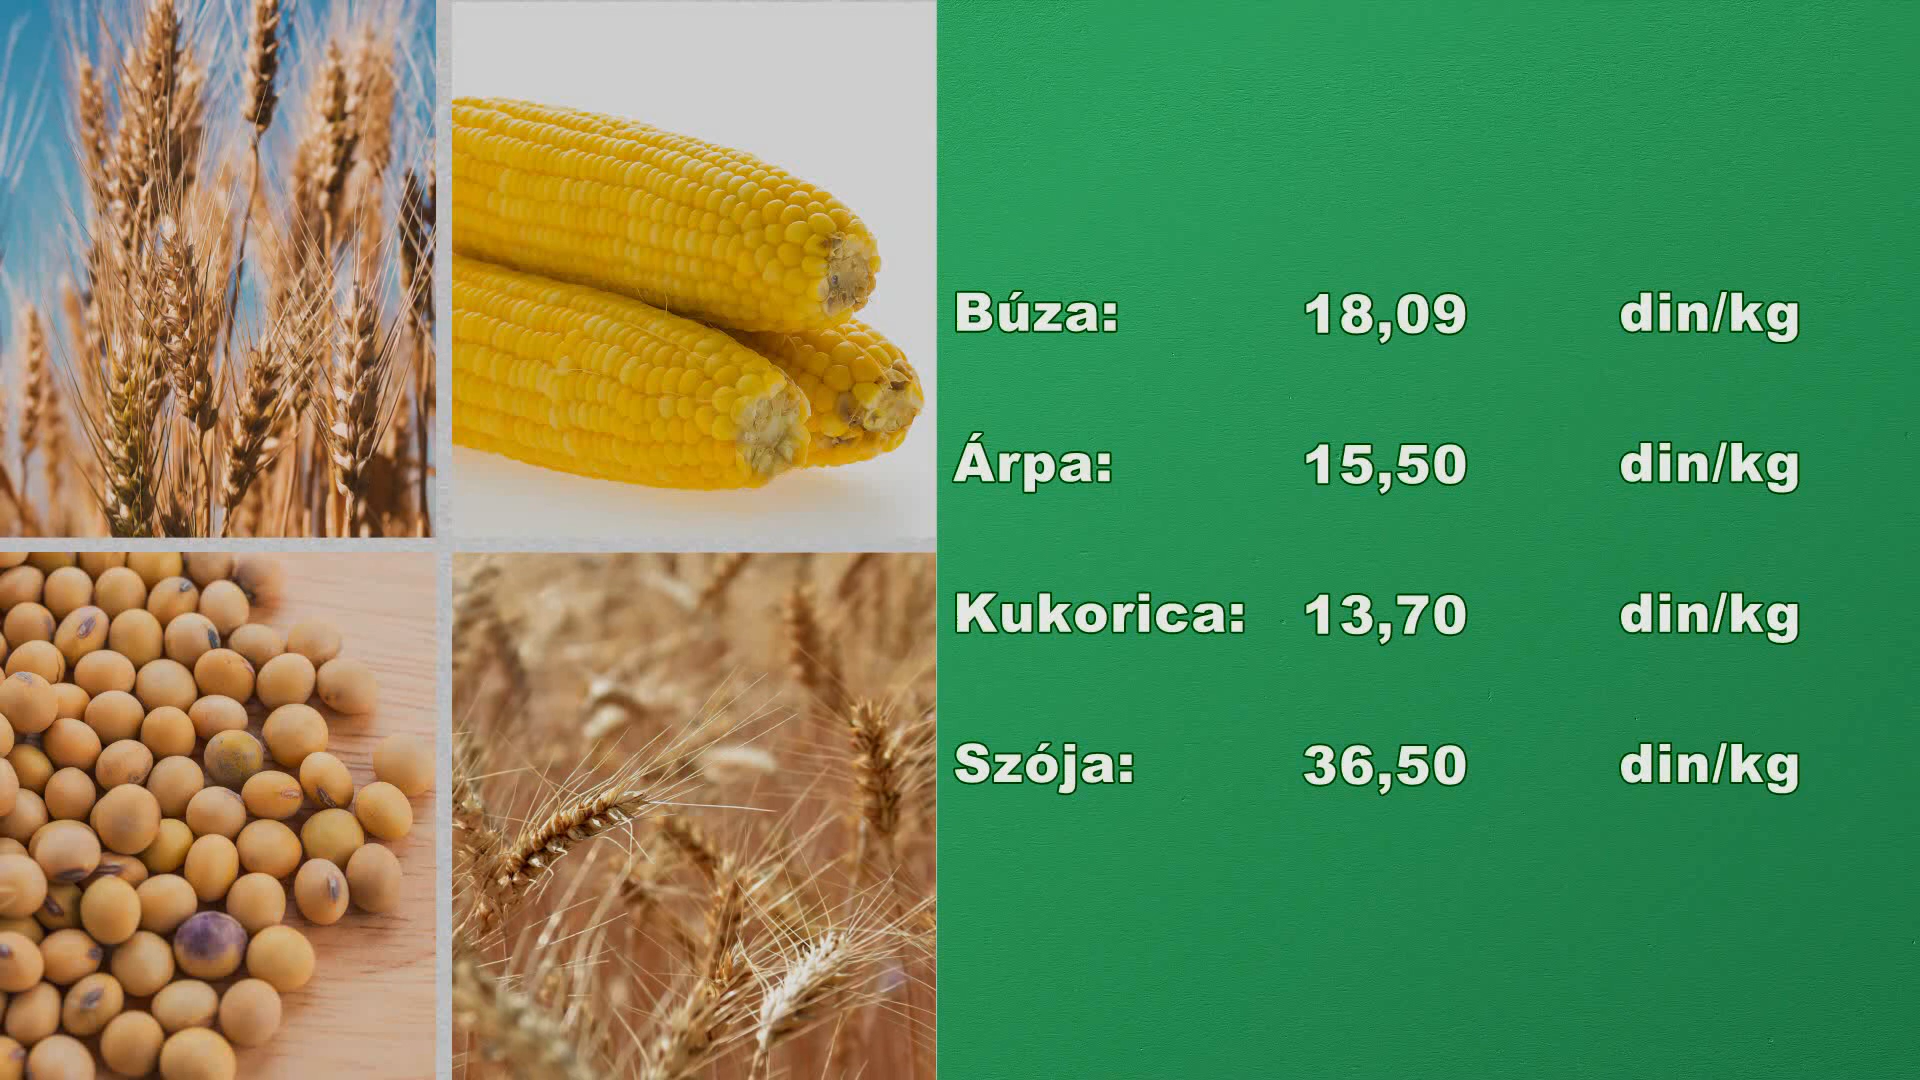 Búza: 18,09 din/kg
Árpa: 15,50 din/kg
Kukorica: 13,70 din/kg
Szója: 36,50 din/kg